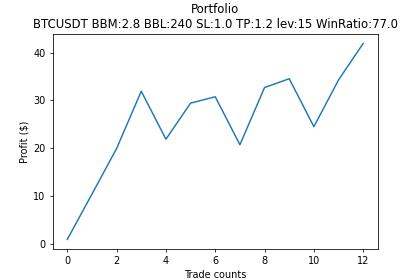 Portfolio
BTCUSDT BBM:2.8 BBL:240 SL:1.0 TP:1.2 lev:15 WinRatio:77.0
40
30
20
10
0
Profit ($)
0 2 4 6 8 10 12
Trade counts